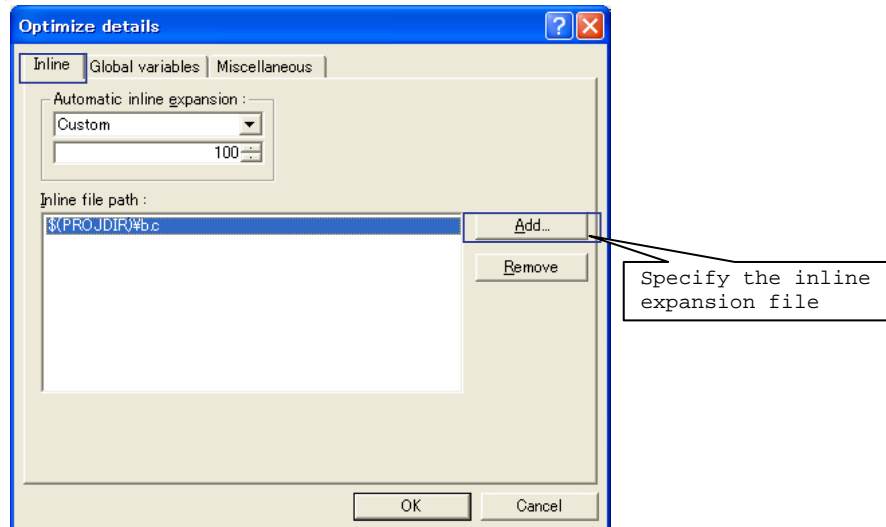 Optimize details
Inline Global variables Miscellaneous
Automatic inline expansion :
Custom
100
Inline file path :
$(PROJDIR)¥b.c
Add...
Remove
Specify the inline
expansion file
OK Cancel